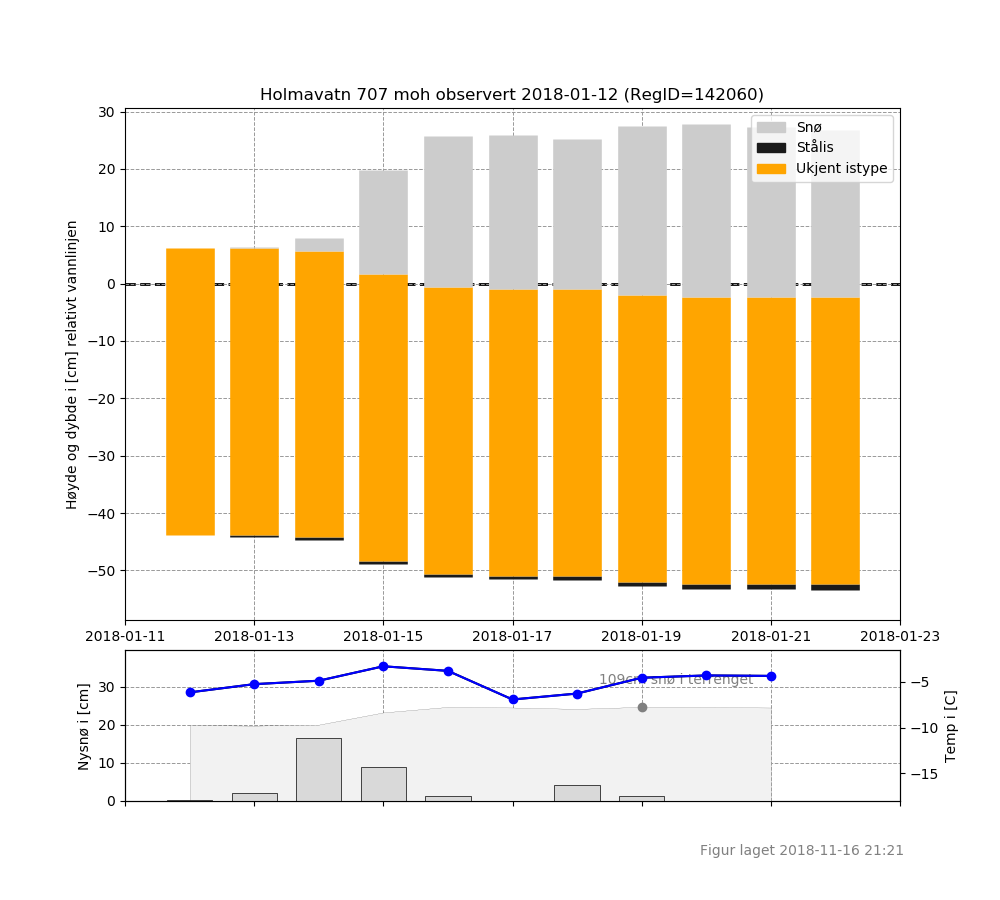 Holmavatn 707 moh observert 2018-01-12 (RegID=142060)
Høyde og dybde i [cm] relativt vannlinjen
30
20
10
0
−10
−20
−30
−40
−50
Snø
Stålis
Ukjent istype
2018-01-11 2018-01-13 2018-01-15 2018-01-17 2018-01-19 2018-01-21 2018-01-23
Nysnø i [cm]
30
20
10
0
109cm snø i terrenget
−5
−10
−15
Temp i [C]
Figur laget 2018-11-16 21:21